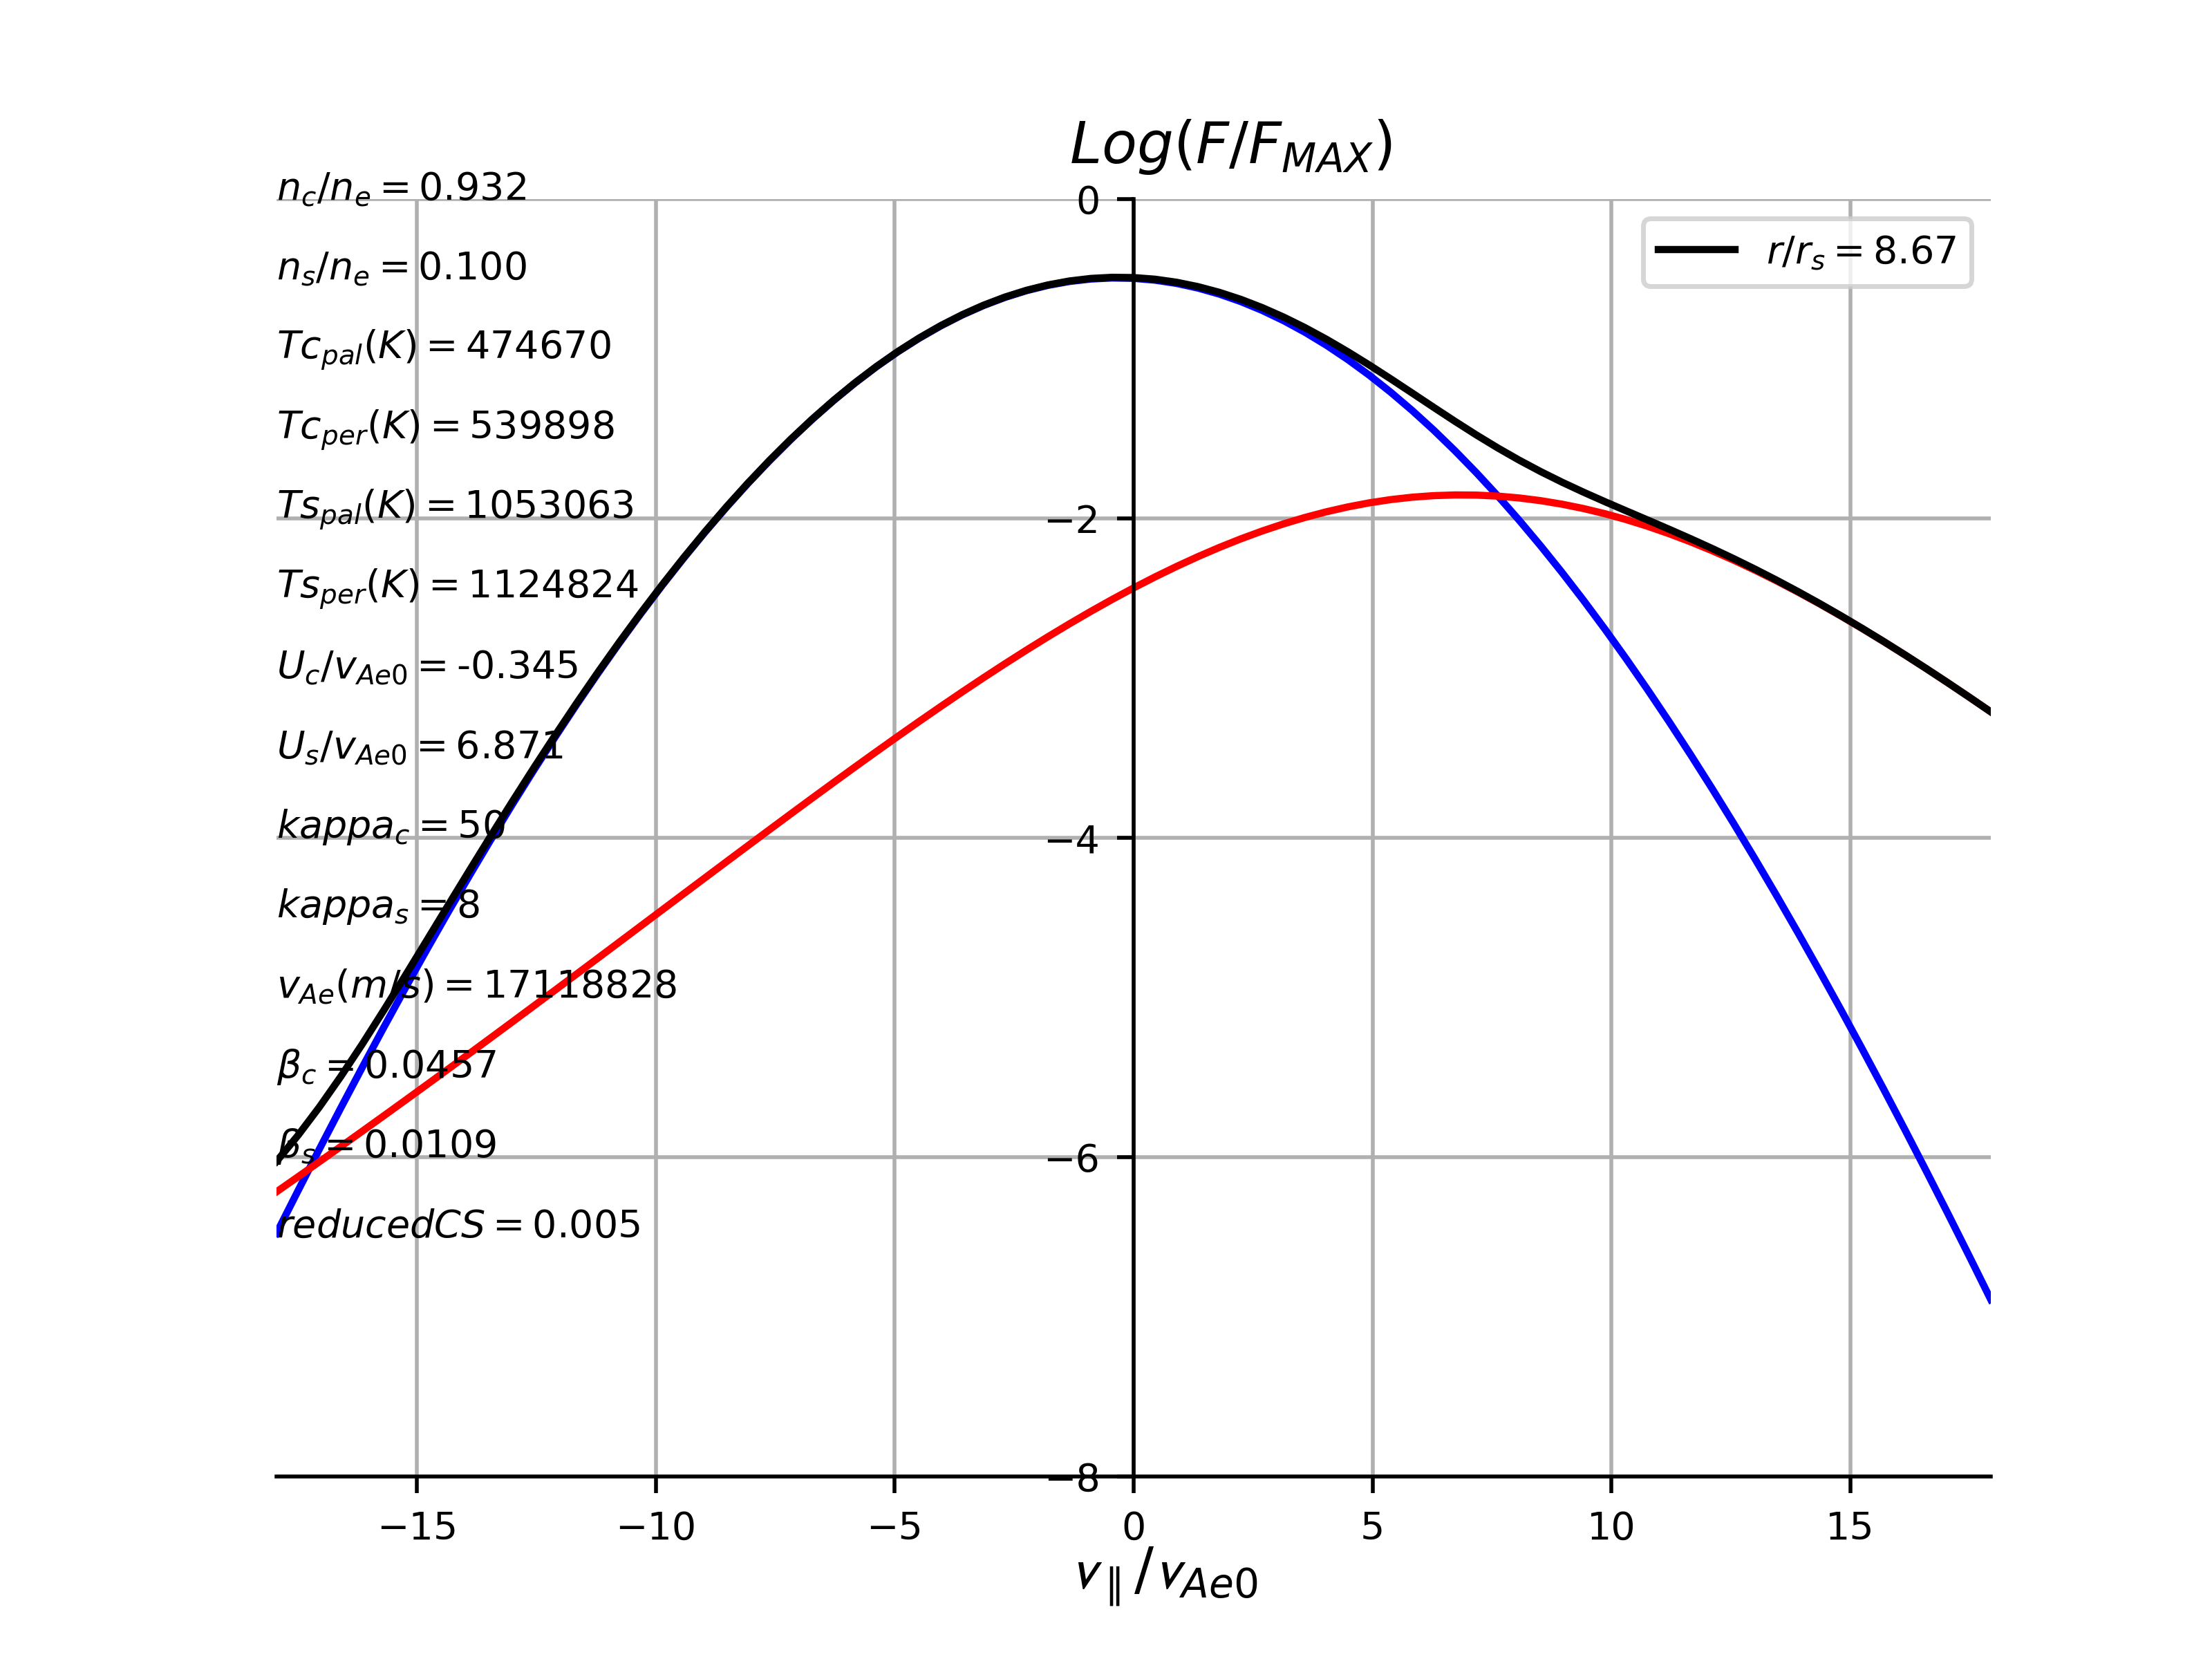 Log(F/F_MAX)
n_c/n_e = 0.932
n_s/n_e = 0.100
Tc_pal(K) = 474670
Tc_per(K) = 539898
Ts_pal(K) = 1053063
Ts_per(K) = 1124824
U_c/v_Ae0 = -0.345
U_s/v_Ae0 = 6.871
kappa_c = 50
kappa_s = 8
v_Ae(m/s) = 17118828
β_c = 0.0457
β_s = 0.0109
reducedCS = 0.005
r/r_s = 8.67
0
−2
−4
−6
−8
−15 −10 −5 0 5 10 15
v_∥/v_Ae0